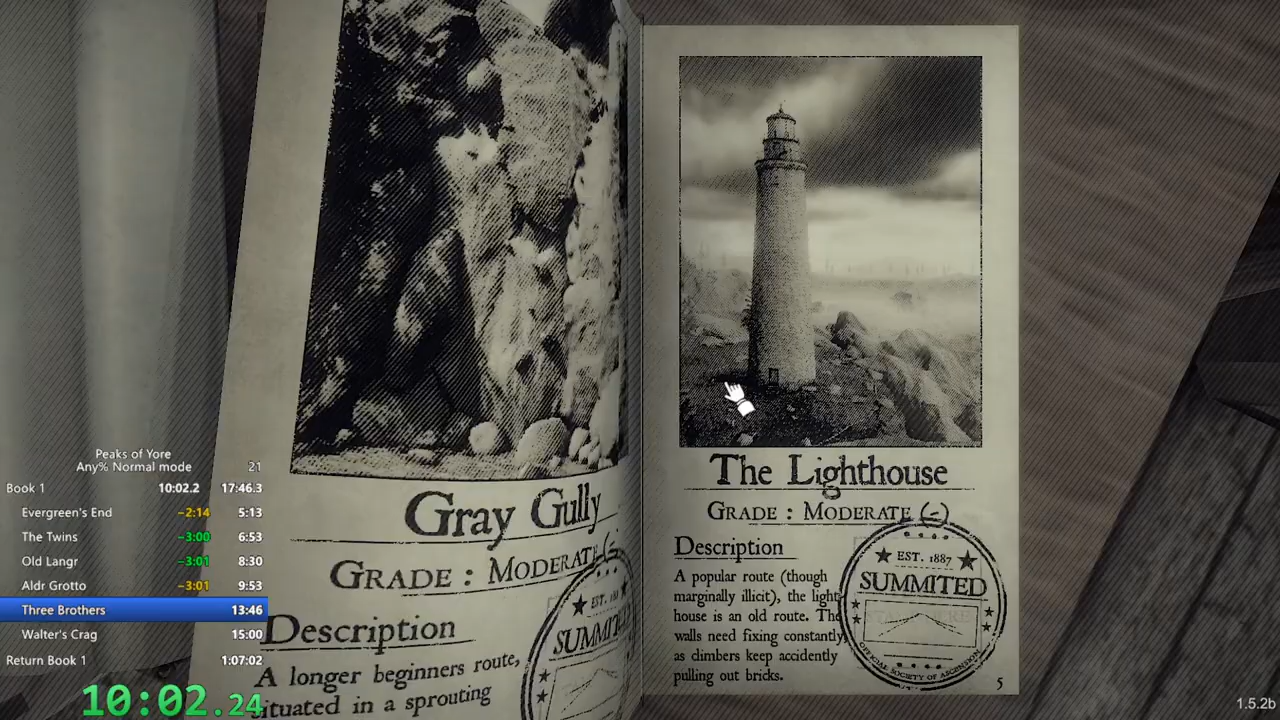 Gray Gully
GRADE : MODERATE
Description
A longer beginners route,
situated in a sprouting
EST.
The Lighthouse
GRADE : MODERATE (-)
Description
A popular route (though
marginally illicit), the light-
house is an old route. The
walls need fixing constantly,
as climbers keep accidently
pulling out bricks.
EST. 1887
SUMMITED
OFFICIAL SOCIETY OF ASCENSION
5
Peaks of Yore
Any% Normal mode 21
Book 1 10:02.2 17:46.3
Evergreen's End −2:14 5:13
The Twins −3:00 6:53
Old Langr −3:01 8:30
Aldr Grotto −3:01 9:53
Three Brothers 13:46
Walter's Crag 15:00
Return Book 1 1:07:02
10:02.24
1.5.2b